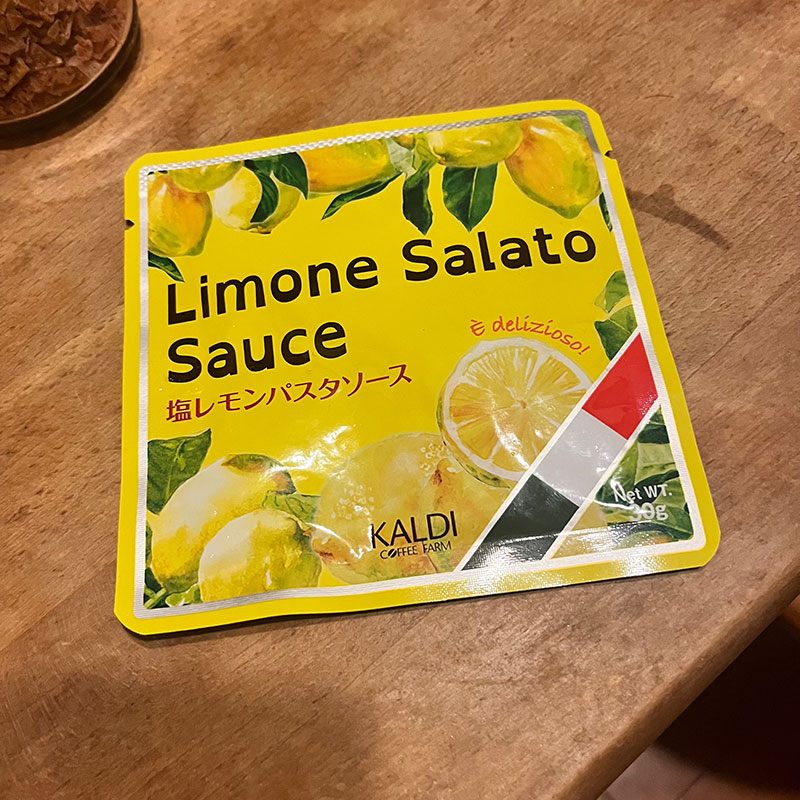 Limone Salato
Sauce
È delizioso!
塩レモンパスタソース
KALDI
COFFEE FARM
Net WT.
30g